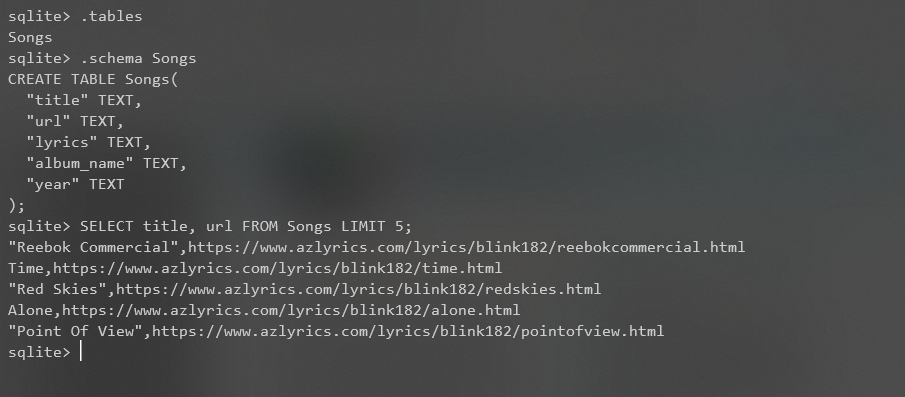 sqlite> .tables
Songs
sqlite> .schema Songs
CREATE TABLE Songs(
  "title" TEXT,
  "url" TEXT,
  "lyrics" TEXT,
  "album_name" TEXT,
  "year" TEXT
);
sqlite> SELECT title, url FROM Songs LIMIT 5;
"Reebok Commercial",https://www.azlyrics.com/lyrics/blink182/reebokcommercial.html
Time,https://www.azlyrics.com/lyrics/blink182/time.html
"Red Skies",https://www.azlyrics.com/lyrics/blink182/redskies.html
Alone,https://www.azlyrics.com/lyrics/blink182/alone.html
"Point Of View",https://www.azlyrics.com/lyrics/blink182/pointofview.html
sqlite>